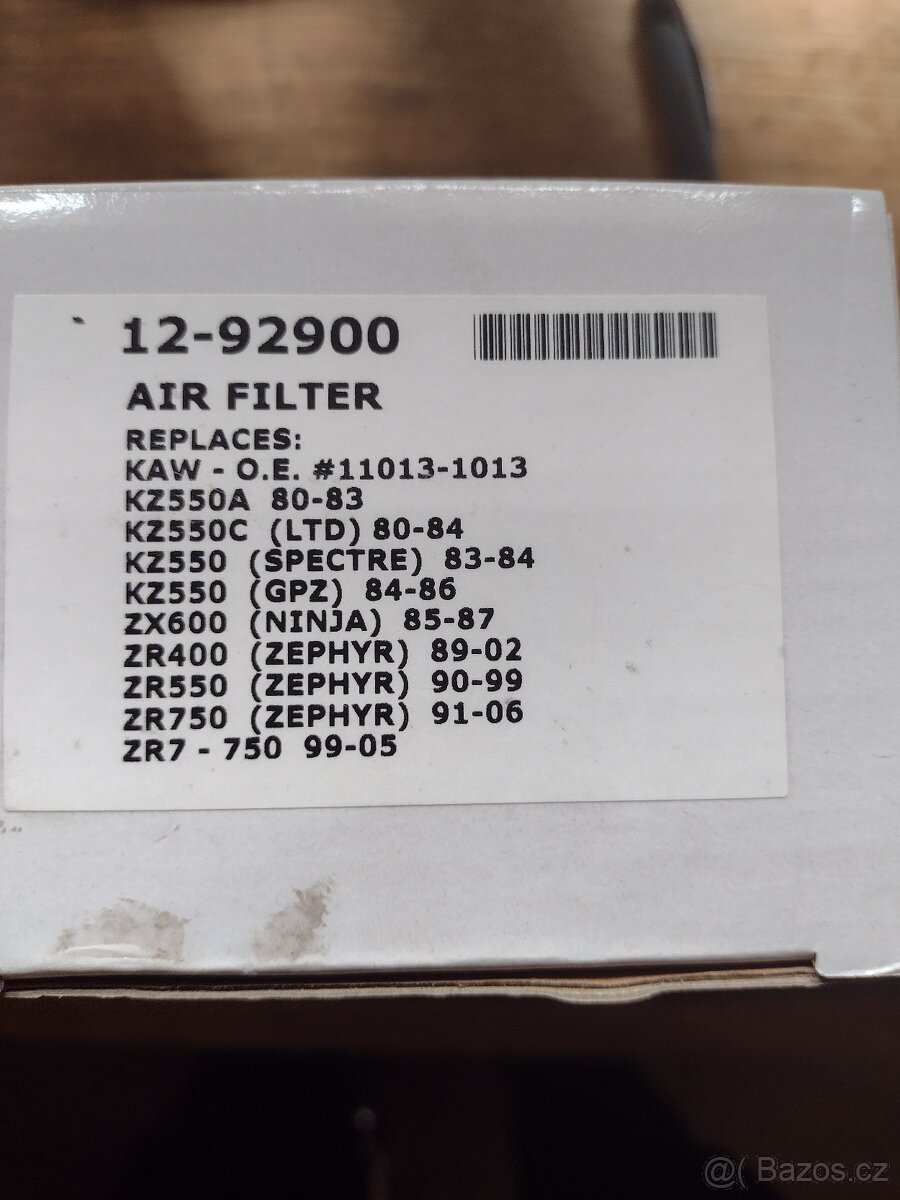 12-92900
AIR FILTER
REPLACES:
KAW - O.E. #11013-1013
KZ550A 80-83
KZ550C (LTD) 80-84
KZ550 (SPECTRE) 83-84
KZ550 (GPZ) 84-86
ZX600 (NINJA) 85-87
ZR400 (ZEPHYR) 89-02
ZR550 (ZEPHYR) 90-99
ZR750 (ZEPHYR) 91-06
ZR7 - 750 99-05
@( Bazos.cz